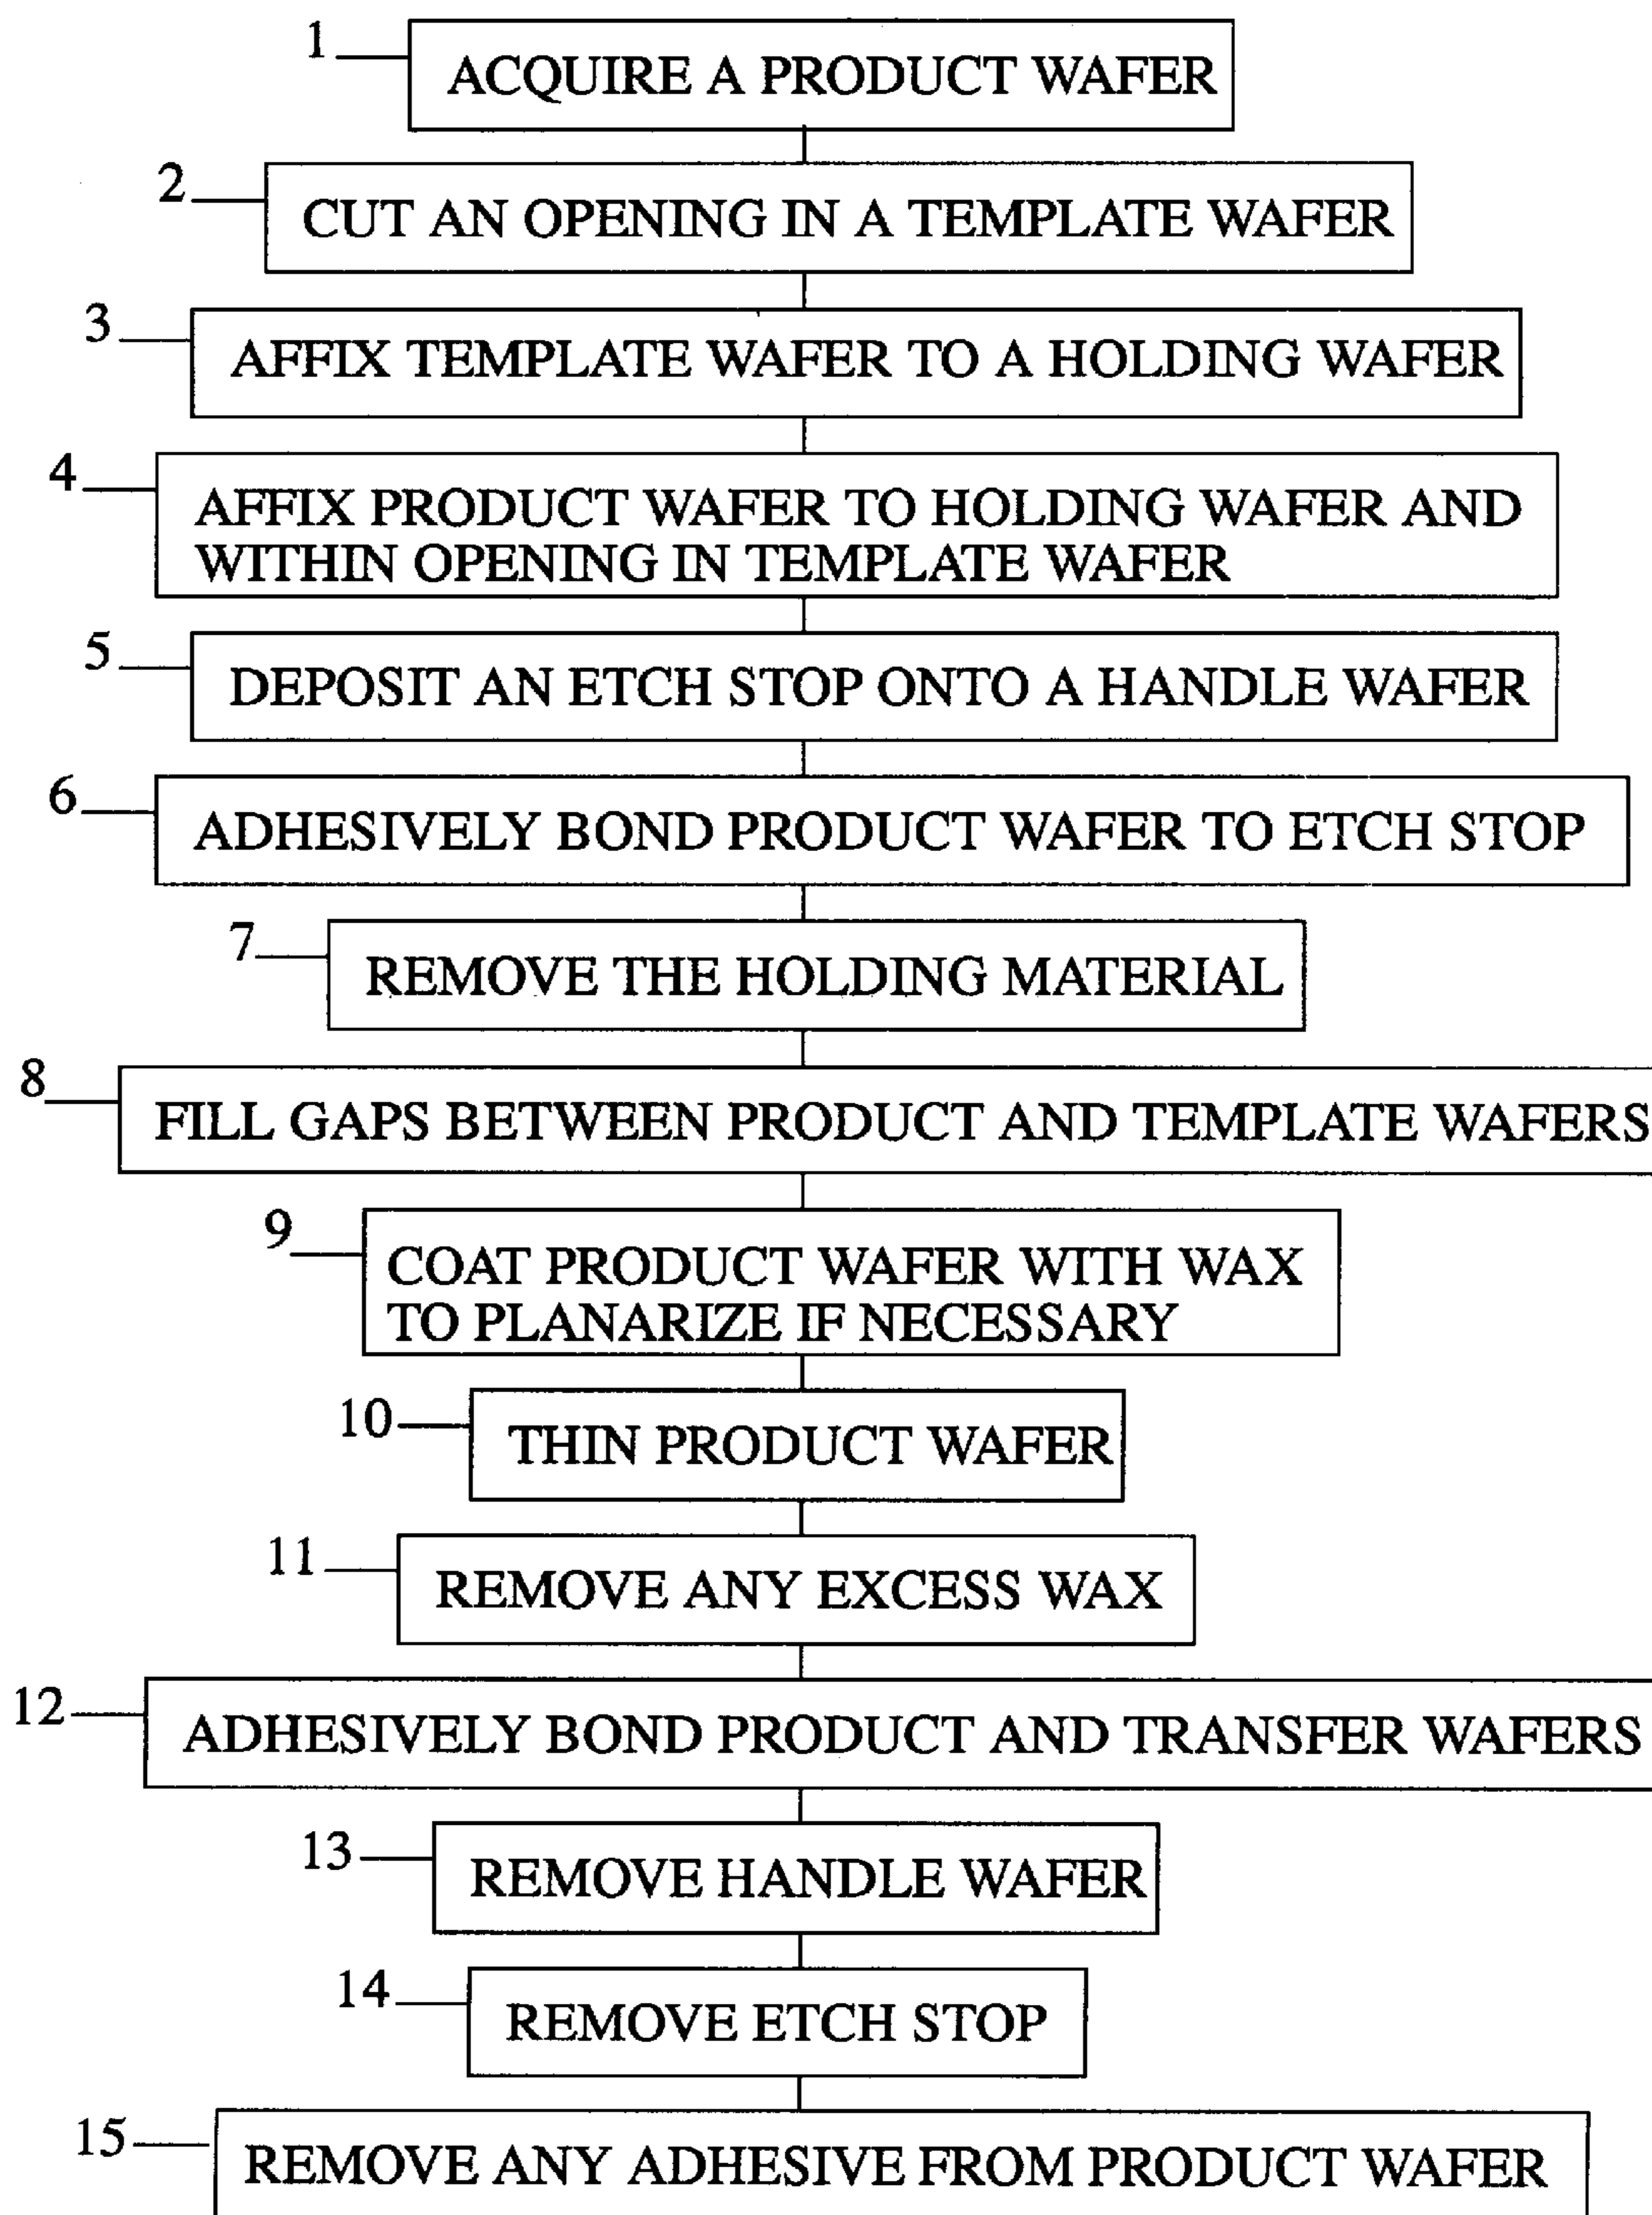 1
ACQUIRE A PRODUCT WAFER
2
CUT AN OPENING IN A TEMPLATE WAFER
3
AFFIX TEMPLATE WAFER TO A HOLDING WAFER
4
AFFIX PRODUCT WAFER TO HOLDING WAFER AND
WITHIN OPENING IN TEMPLATE WAFER
5
DEPOSIT AN ETCH STOP ONTO A HANDLE WAFER
6
ADHESIVELY BOND PRODUCT WAFER TO ETCH STOP
7
REMOVE THE HOLDING MATERIAL
8
FILL GAPS BETWEEN PRODUCT AND TEMPLATE WAFERS
9
COAT PRODUCT WAFER WITH WAX
TO PLANARIZE IF NECESSARY
10
THIN PRODUCT WAFER
11
REMOVE ANY EXCESS WAX
12
ADHESIVELY BOND PRODUCT AND TRANSFER WAFERS
13
REMOVE HANDLE WAFER
14
REMOVE ETCH STOP
15
REMOVE ANY ADHESIVE FROM PRODUCT WAFER